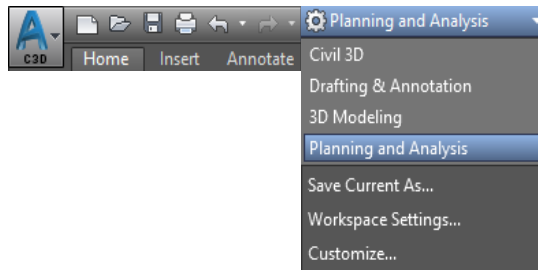 Planning and Analysis
C3D
Home Insert Annotate
Civil 3D
Drafting & Annotation
3D Modeling
Planning and Analysis
Save Current As...
Workspace Settings...
Customize...